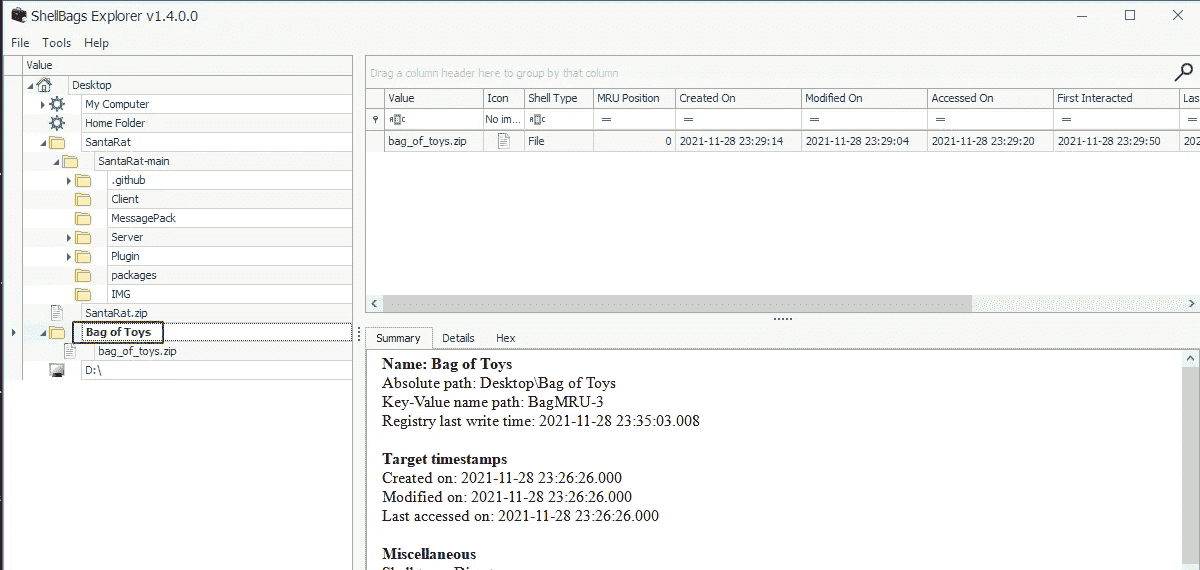 ShellBags Explorer v1.4.0.0
File Tools Help
Value
Desktop
My Computer
Home Folder
SantaRat
SantaRat-main
.github
Client
MessagePack
Server
Plugin
packages
IMG
SantaRat.zip
Bag of Toys
bag_of_toys.zip
D:\
Drag a column header here to group by that column
Value Icon Shell Type MRU Position Created On Modified On Accessed On First Interacted Las
No im... = = = = =
bag_of_toys.zip File 0 2021-11-28 23:29:14 2021-11-28 23:29:04 2021-11-28 23:29:20 2021-11-28 23:29:50 202
Summary Details Hex
Name: Bag of Toys
Absolute path: Desktop\Bag of Toys
Key-Value name path: BagMRU-3
Registry last write time: 2021-11-28 23:35:03.008
Target timestamps
Created on: 2021-11-28 23:26:26.000
Modified on: 2021-11-28 23:26:26.000
Last accessed on: 2021-11-28 23:26:26.000
Miscellaneous